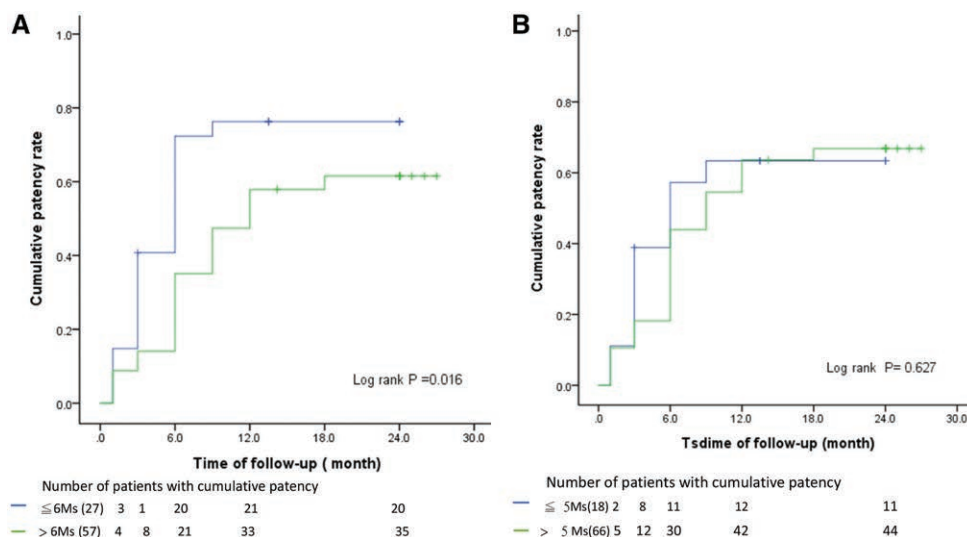 A
Cumulative patency rate
1.0
0.8
0.6
0.4
0.2
0.0
Log rank P =0.016
.0 6.0 12.0 18.0 24.0 30.0
Time of follow-up ( month)
Number of patients with cumulative patency
≦ 6Ms (27) 3 1 20 21 20
> 6Ms (57) 4 8 21 33 35
B
Cumulative patency rate
1.0
0.8
0.6
0.4
0.2
0.0
Log rank P= 0.627
.0 6.0 12.0 18.0 24.0 30.0
Tsdime of follow-up (month)
Number of patients with cumulative patency
≦ 5Ms(18) 2 8 11 12 11
> 5Ms(66) 5 12 30 42 44